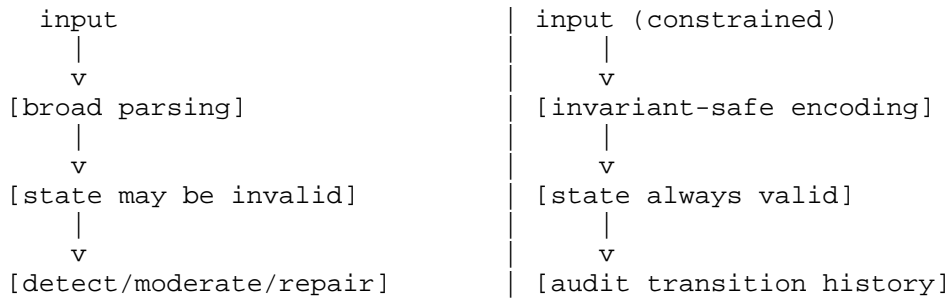 input | input (constrained)
| | |
v | v
[broad parsing] | [invariant-safe encoding]
| | |
v | v
[state may be invalid] | [state always valid]
| | |
v | v
[detect/moderate/repair] | [audit transition history]